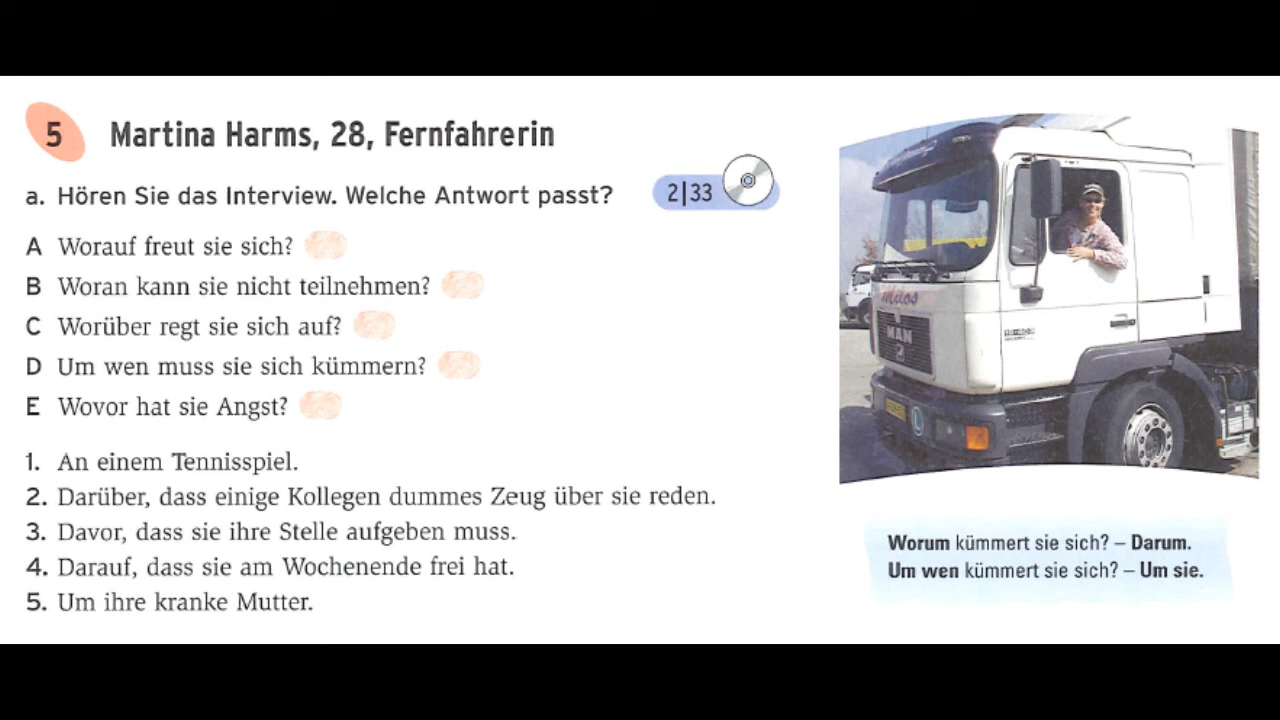 5 Martina Harms, 28, Fernfahrerin
a. Hören Sie das Interview. Welche Antwort passt? 2|33
A Worauf freut sie sich?
B Woran kann sie nicht teilnehmen?
C Worüber regt sie sich auf?
D Um wen muss sie sich kümmern?
E Wovor hat sie Angst?
1. An einem Tennisspiel.
2. Darüber, dass einige Kollegen dummes Zeug über sie reden.
3. Davor, dass sie ihre Stelle aufgeben muss.
4. Darauf, dass sie am Wochenende frei hat.
5. Um ihre kranke Mutter.
Mitos
MAN
L
Worum kümmert sie sich? – Darum.
Um wen kümmert sie sich? – Um sie.